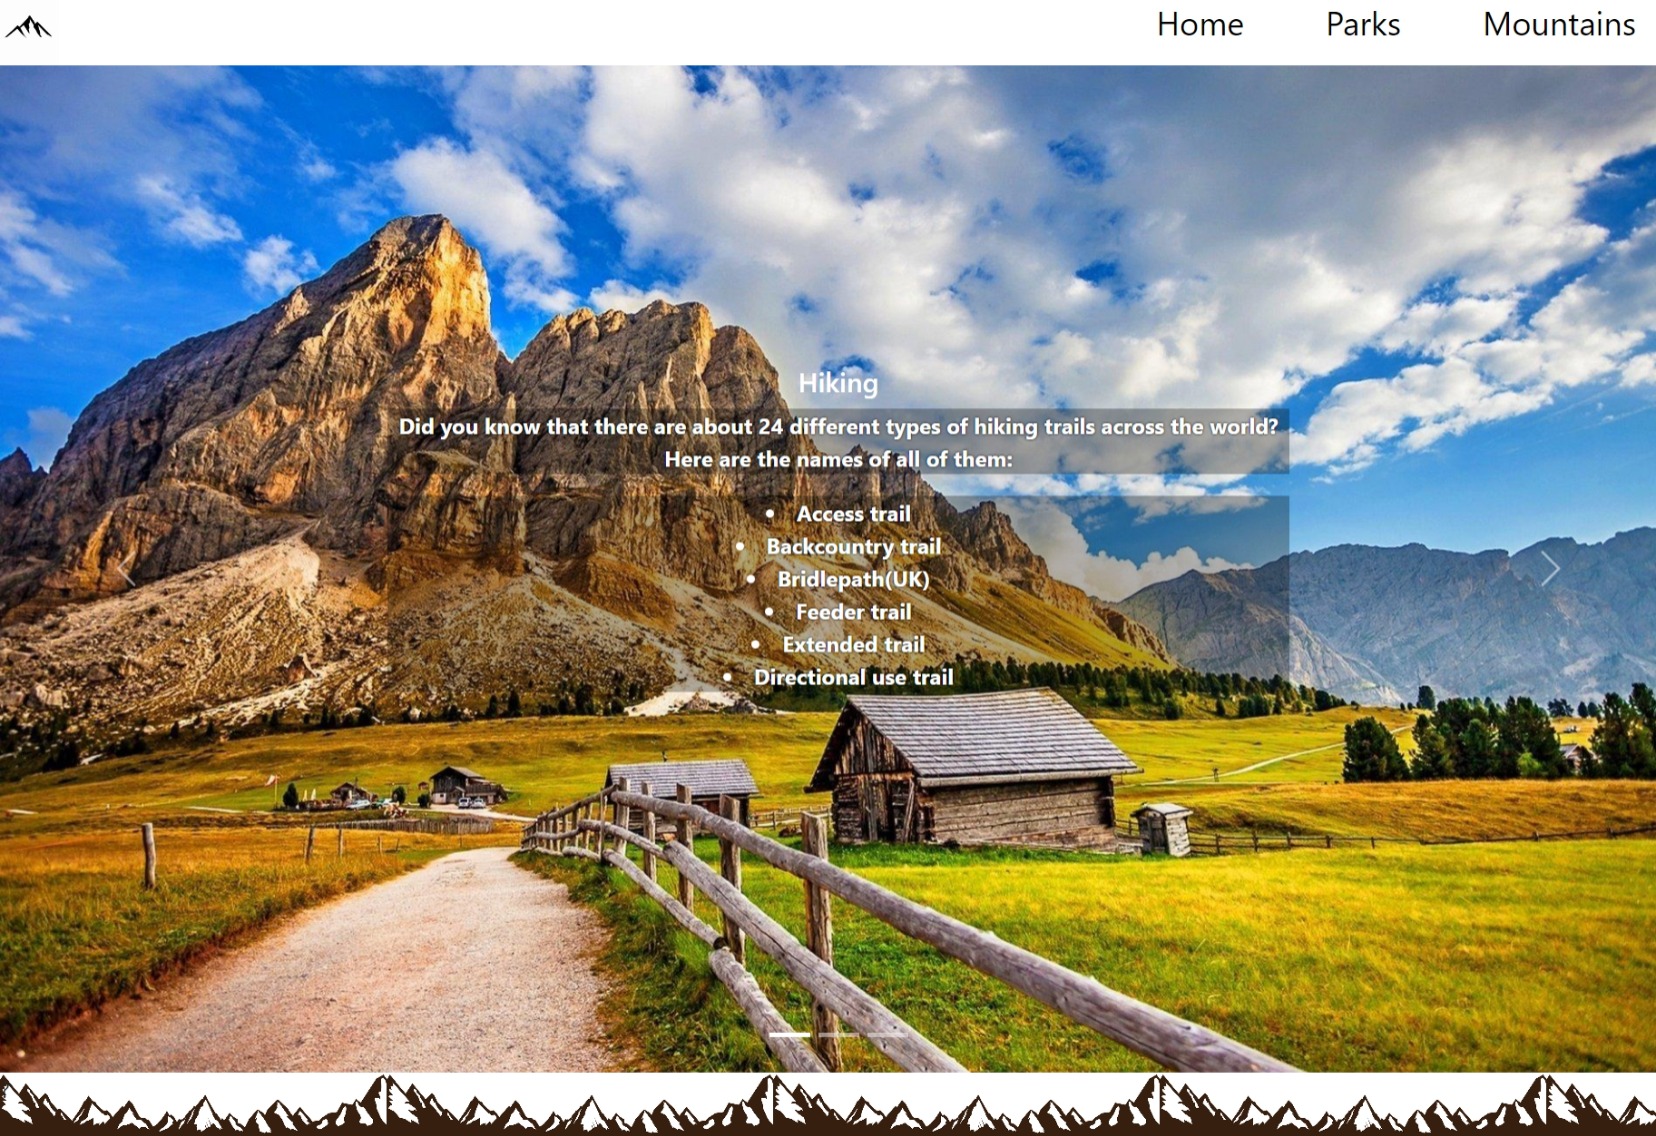 Home Parks Mountains
Hiking
Did you know that there are about 24 different types of hiking trails across the world?
Here are the names of all of them:
• Access trail
• Backcountry trail
• Bridlepath(UK)
• Feeder trail
• Extended trail
• Directional use trail